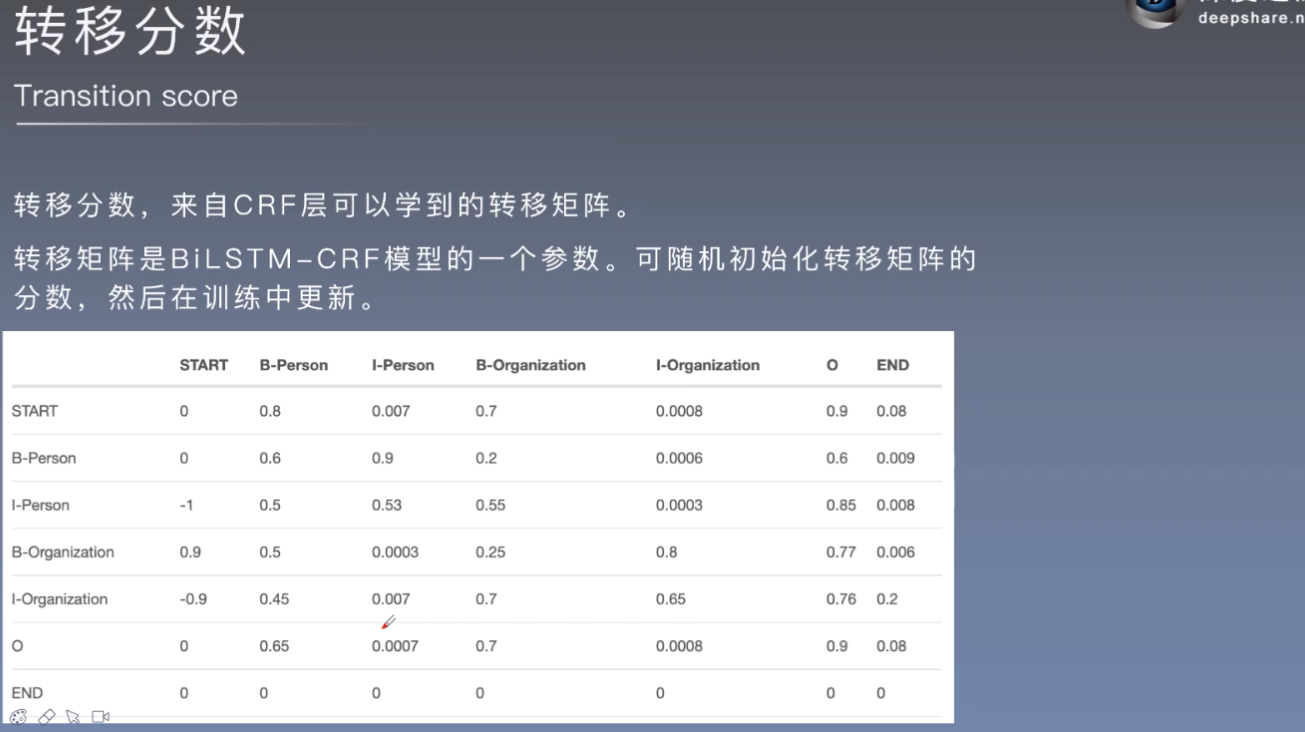 转移分数
deepshare.n
Transition score
转移分数，来自CRF层可以学到的转移矩阵。
转移矩阵是BiLSTM-CRF模型的一个参数。可随机初始化转移矩阵的
分数，然后在训练中更新。
START B-Person I-Person B-Organization I-Organization O END
START 0 0.8 0.007 0.7 0.0008 0.9 0.08
B-Person 0 0.6 0.9 0.2 0.0006 0.6 0.009
I-Person -1 0.5 0.53 0.55 0.0003 0.85 0.008
B-Organization 0.9 0.5 0.0003 0.25 0.8 0.77 0.006
I-Organization -0.9 0.45 0.007 0.7 0.65 0.76 0.2
O 0 0.65 0.0007 0.7 0.0008 0.9 0.08
END 0 0 0 0 0 0 0